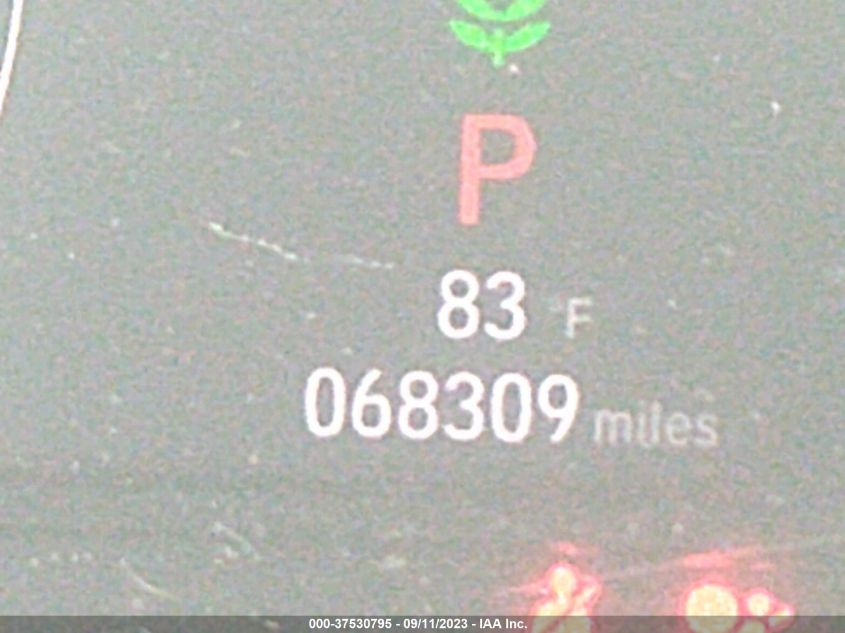 P
83 °F
068309 miles
000-37530795 - 09/11/2023 - IAA Inc.